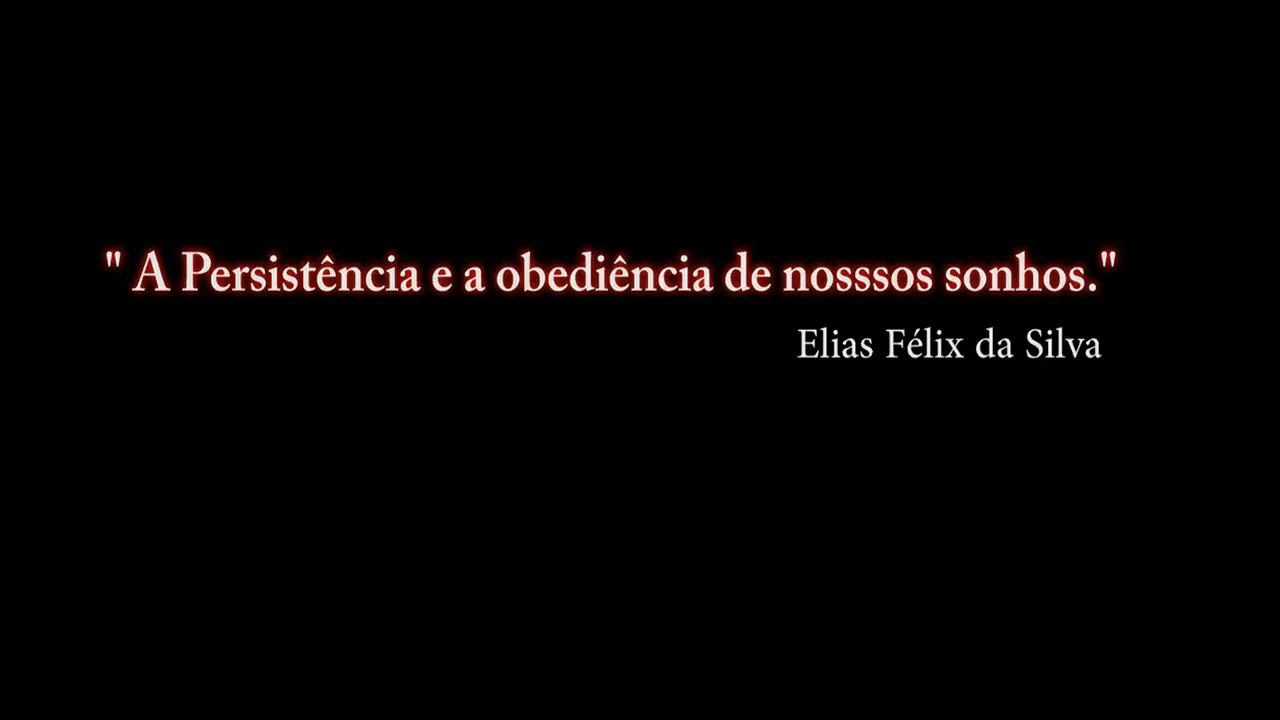 " A Persistência e a obediência de nosssos sonhos."
Elias Félix da Silva